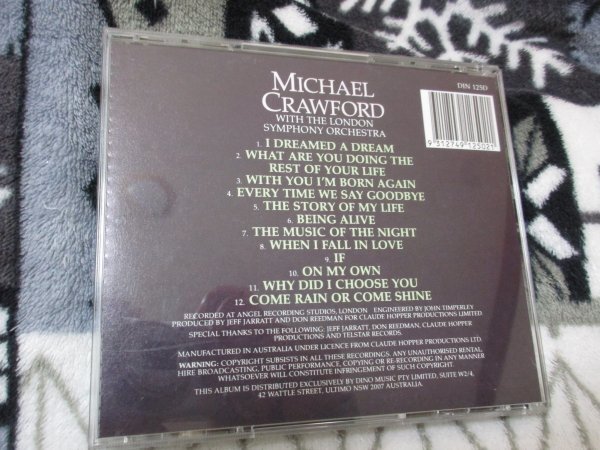 MICHAEL
CRAWFORD
WITH THE LONDON
SYMPHONY ORCHESTRA
DIN 125D
9 312749 125021
1. I DREAMED A DREAM
2. WHAT ARE YOU DOING THE
REST OF YOUR LIFE
3. WITH YOU I'M BORN AGAIN
4. EVERY TIME WE SAY GOODBYE
5. THE STORY OF MY LIFE
6. BEING ALIVE
7. THE MUSIC OF THE NIGHT
8. WHEN I FALL IN LOVE
9. IF
10. ON MY OWN
11. WHY DID I CHOOSE YOU
12. COME RAIN OR COME SHINE
RECORDED AT ANGEL RECORDING STUDIOS, LONDON ENGINEERED BY JOHN TIMPERLEY
PRODUCED BY JEFF JARRATT AND DON REEDMAN FOR CLAUDE HOPPER PRODUCTIONS LIMITED
SPECIAL THANKS TO THE FOLLOWING: JEFF JARRATT, DON REEDMAN, CLAUDE HOPPER
PRODUCTIONS AND TELSTAR RECORDS.
MANUFACTURED IN AUSTRALIA UNDER LICENCE FROM CLAUDE HOPPER PRODUCTIONS LTD.
WARNING: COPYRIGHT SUBSISTS IN ALL THESE RECORDINGS. ANY UNAUTHORISED RENTAL,
HIRE BROADCASTING, PUBLIC PERFORMANCE, COPYING OR RE-RECORDING IN ANY MANNER
WHATSOEVER WILL CONSTITUTE INFRINGEMENT OF SUCH COPYRIGHT.
THIS ALBUM IS DISTRIBUTED EXCLUSIVELY BY DINO MUSIC PTY LIMITED, SUITE W2/4,
42 WATTLE STREET, ULTIMO NSW 2007 AUSTRALIA.